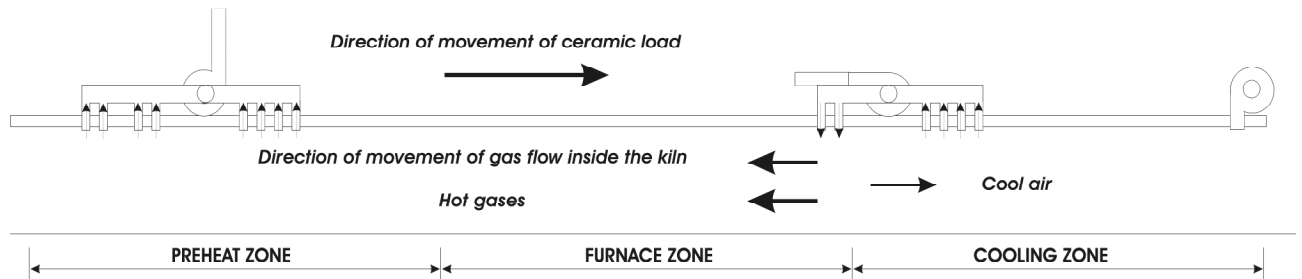 Direction of movement of ceramic load
Direction of movement of gas flow inside the kiln
Cool air
Hot gases
PREHEAT ZONE
FURNACE ZONE
COOLING ZONE